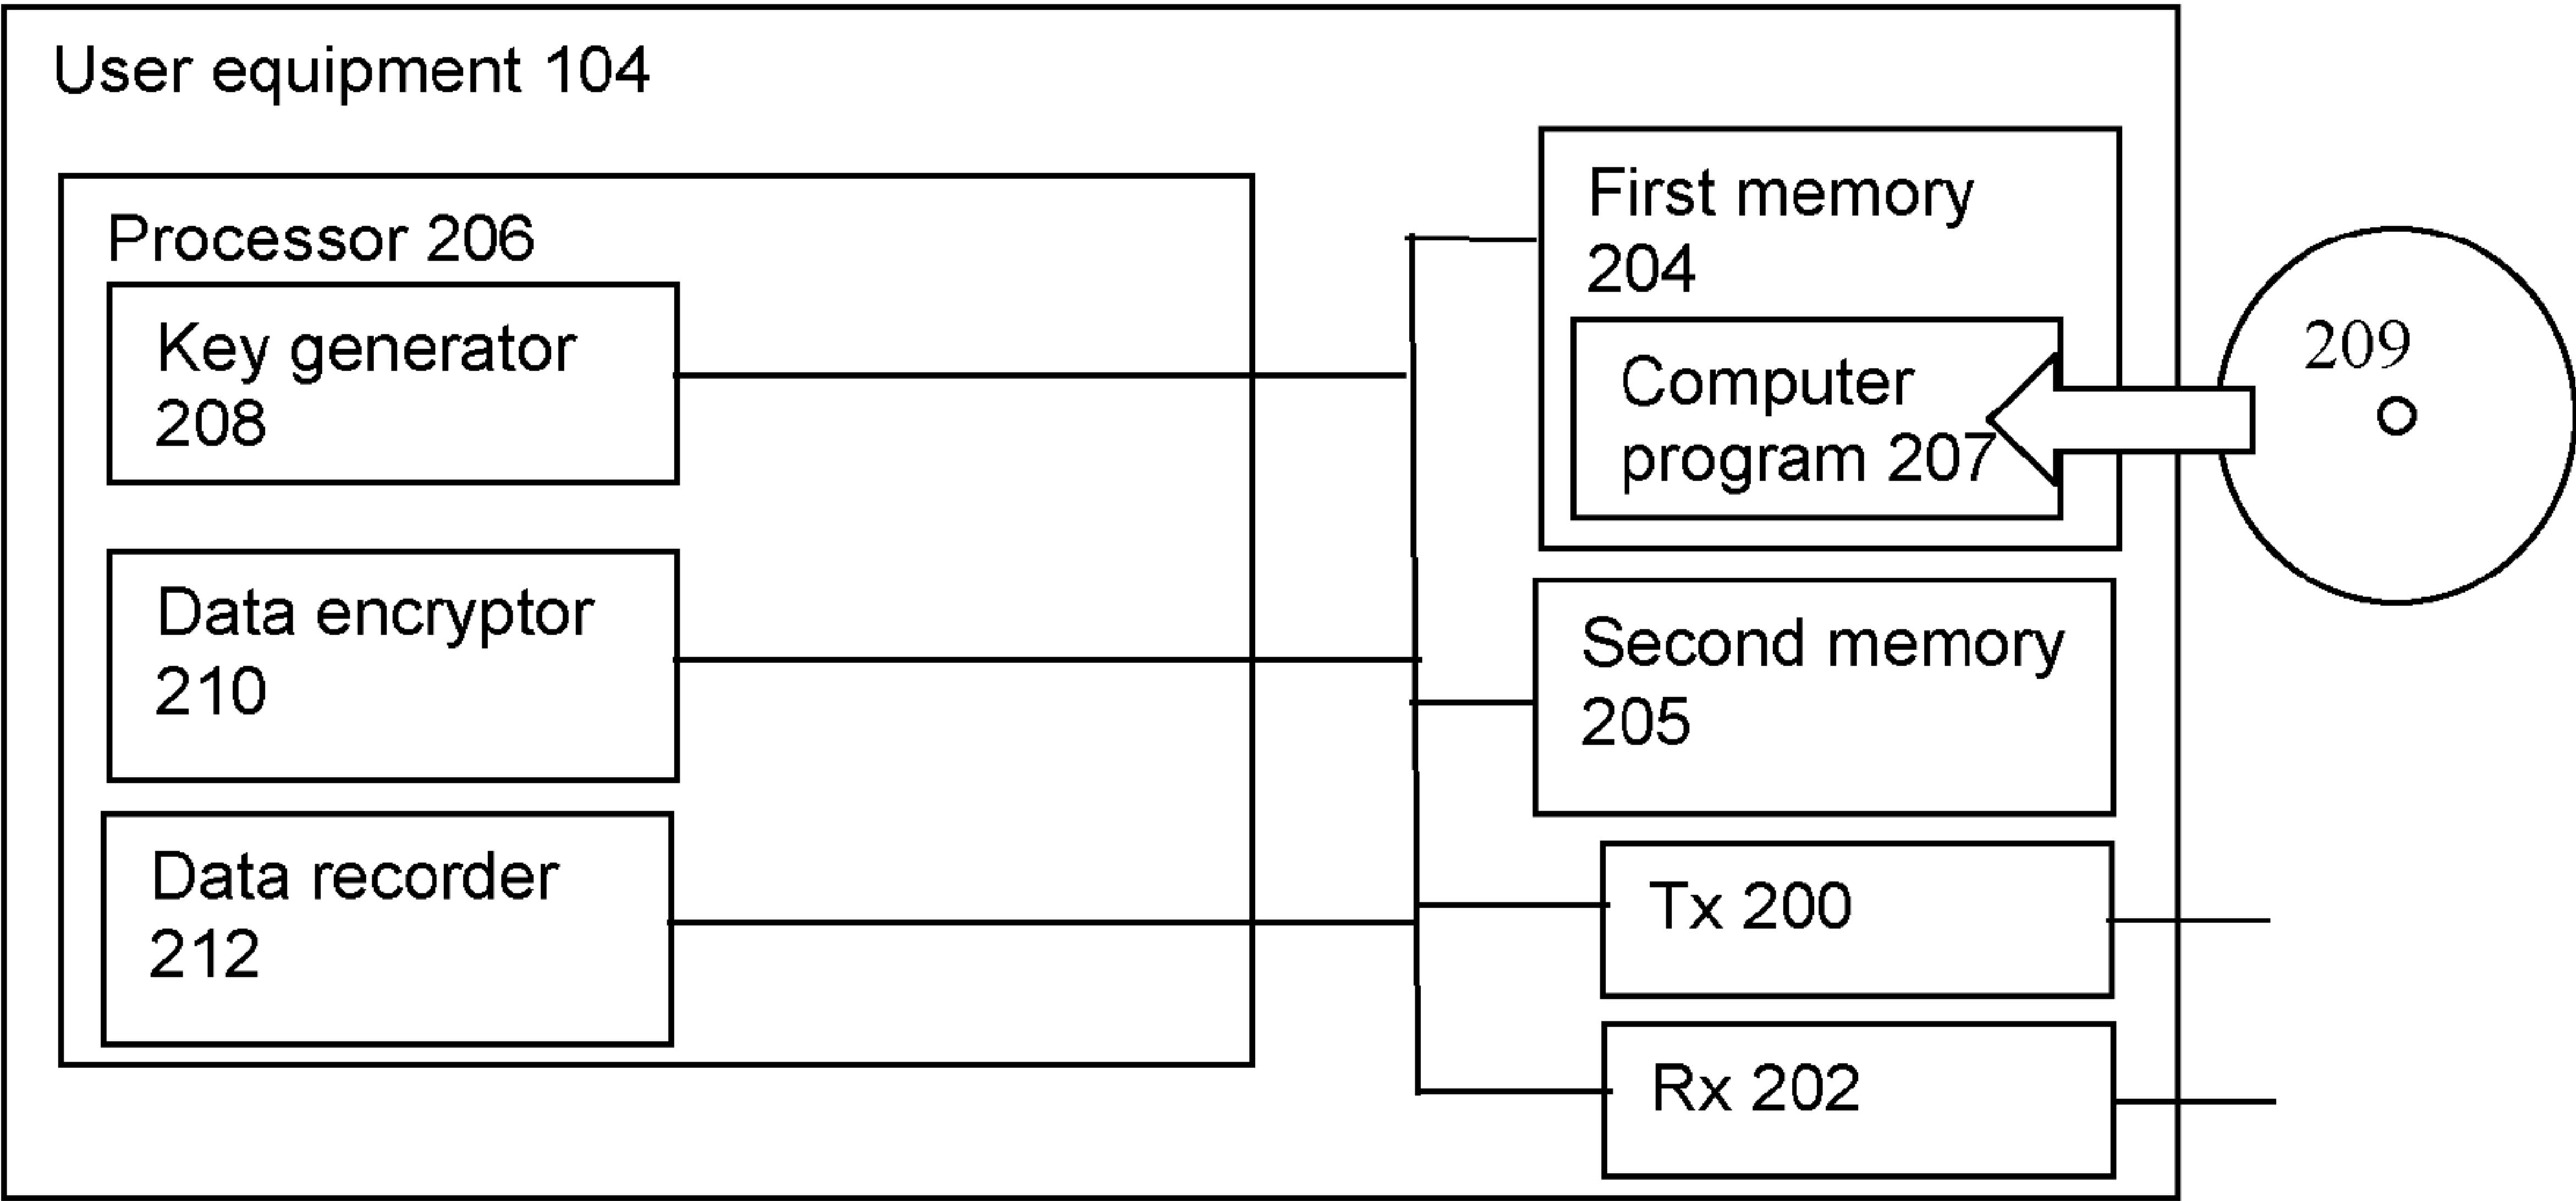 User equipment 104
Processor 206
Key generator
208
Data encryptor
210
Data recorder
212
First memory
204
Computer
program 207
Second memory
205
Tx 200
Rx 202
209